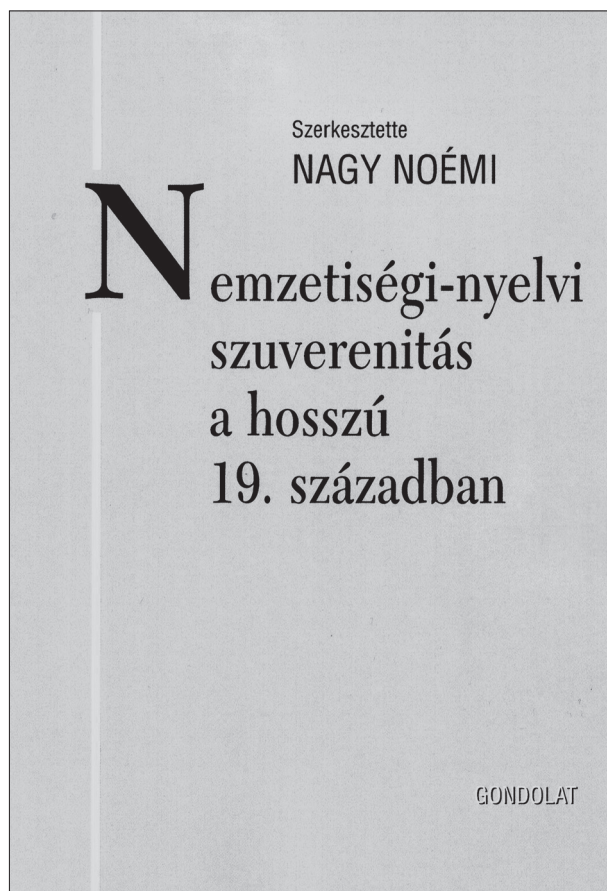 Szerkesztette
NAGY NOÉMI
Nemzetiségi-nyelvi
szuverenitás
a hosszú
19. században
GONDOLAT